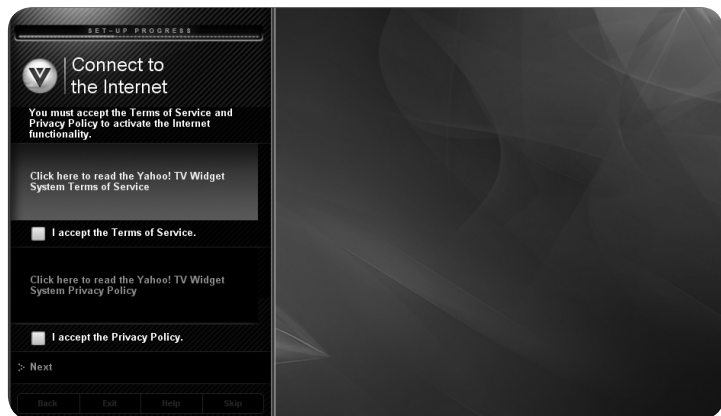 SET-UP PROGRESS
Connect to
the Internet
You must accept the Terms of Service and
Privacy Policy to activate the Internet
functionality.
Click here to read the Yahoo! TV Widget
System Terms of Service
I accept the Terms of Service.
Click here to read the Yahoo! TV Widget
System Privacy Policy
I accept the Privacy Policy.
Next
Back Exit Help Skip